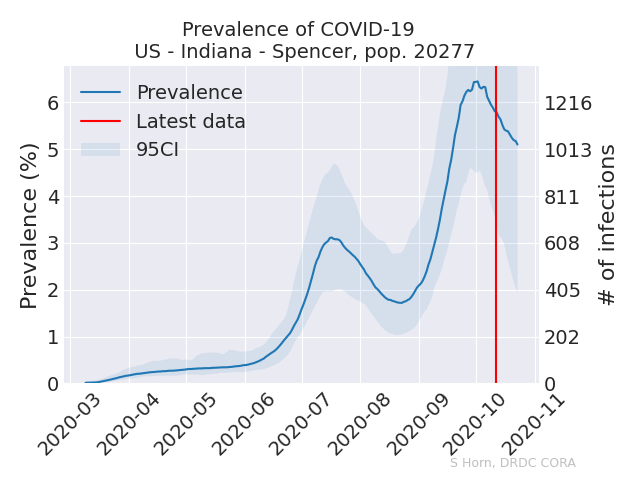 Prevalence of COVID-19
US - Indiana - Spencer, pop. 20277
Prevalence
Latest data
95CI
Prevalence (%)
6
5
4
3
2
1
0
1216
1013
811
608
405
202
0
# of infections
2020-03
2020-04
2020-05
2020-06
2020-07
2020-08
2020-09
2020-10
2020-11
S Horn, DRDC CORA